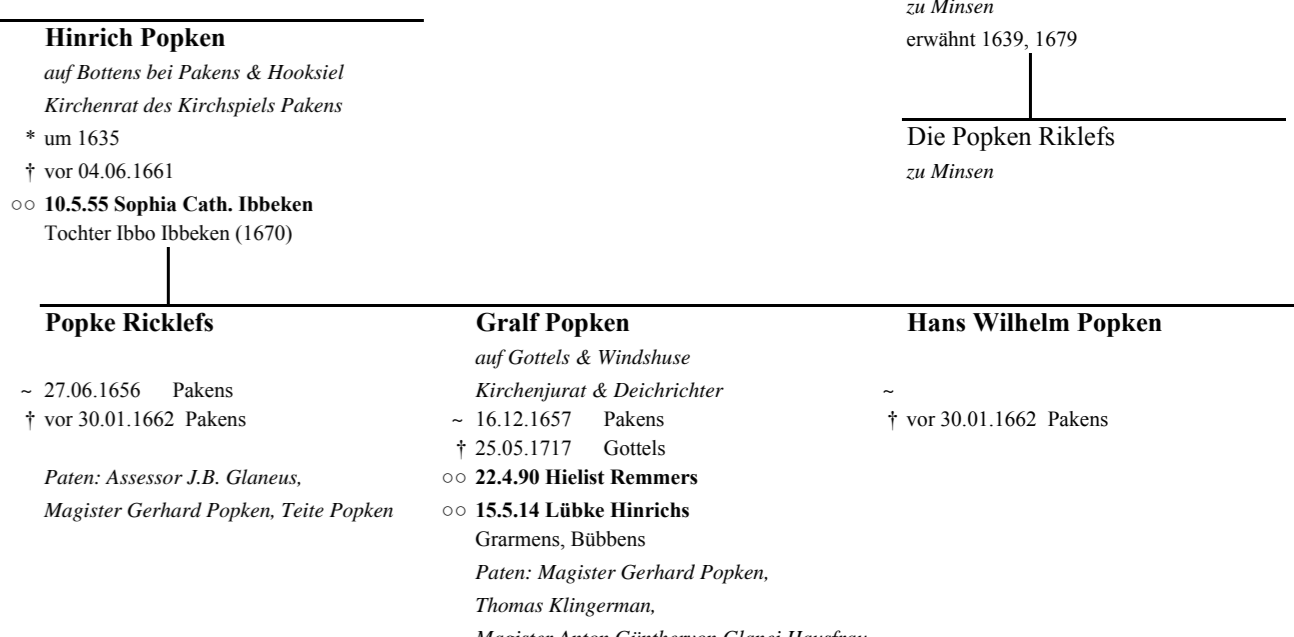 zu Minsen
erwähnt 1639, 1679
Hinrich Popken
auf Bottens bei Pakens & Hooksiel
Kirchenrat des Kirchspiels Pakens
* um 1635
† vor 04.06.1661
○○ 10.5.55 Sophia Cath. Ibbeken
Tochter Ibbo Ibbeken (1670)
Die Popken Riklefs
zu Minsen
Popke Ricklefs
~ 27.06.1656 Pakens
† vor 30.01.1662 Pakens
Paten: Assessor J.B. Glaneus,
Magister Gerhard Popken, Teite Popken
Gralf Popken
auf Gottels & Windshuse
Kirchenjurat & Deichrichter
~ 16.12.1657 Pakens
† 25.05.1717 Gottels
○○ 22.4.90 Hielist Remmers
○○ 15.5.14 Lübke Hinrichs
Grarmens, Bübbens
Paten: Magister Gerhard Popken,
Thomas Klingerman,
Magister Anton Günthervon Glanei Hausfrau
Hans Wilhelm Popken
~
† vor 30.01.1662 Pakens